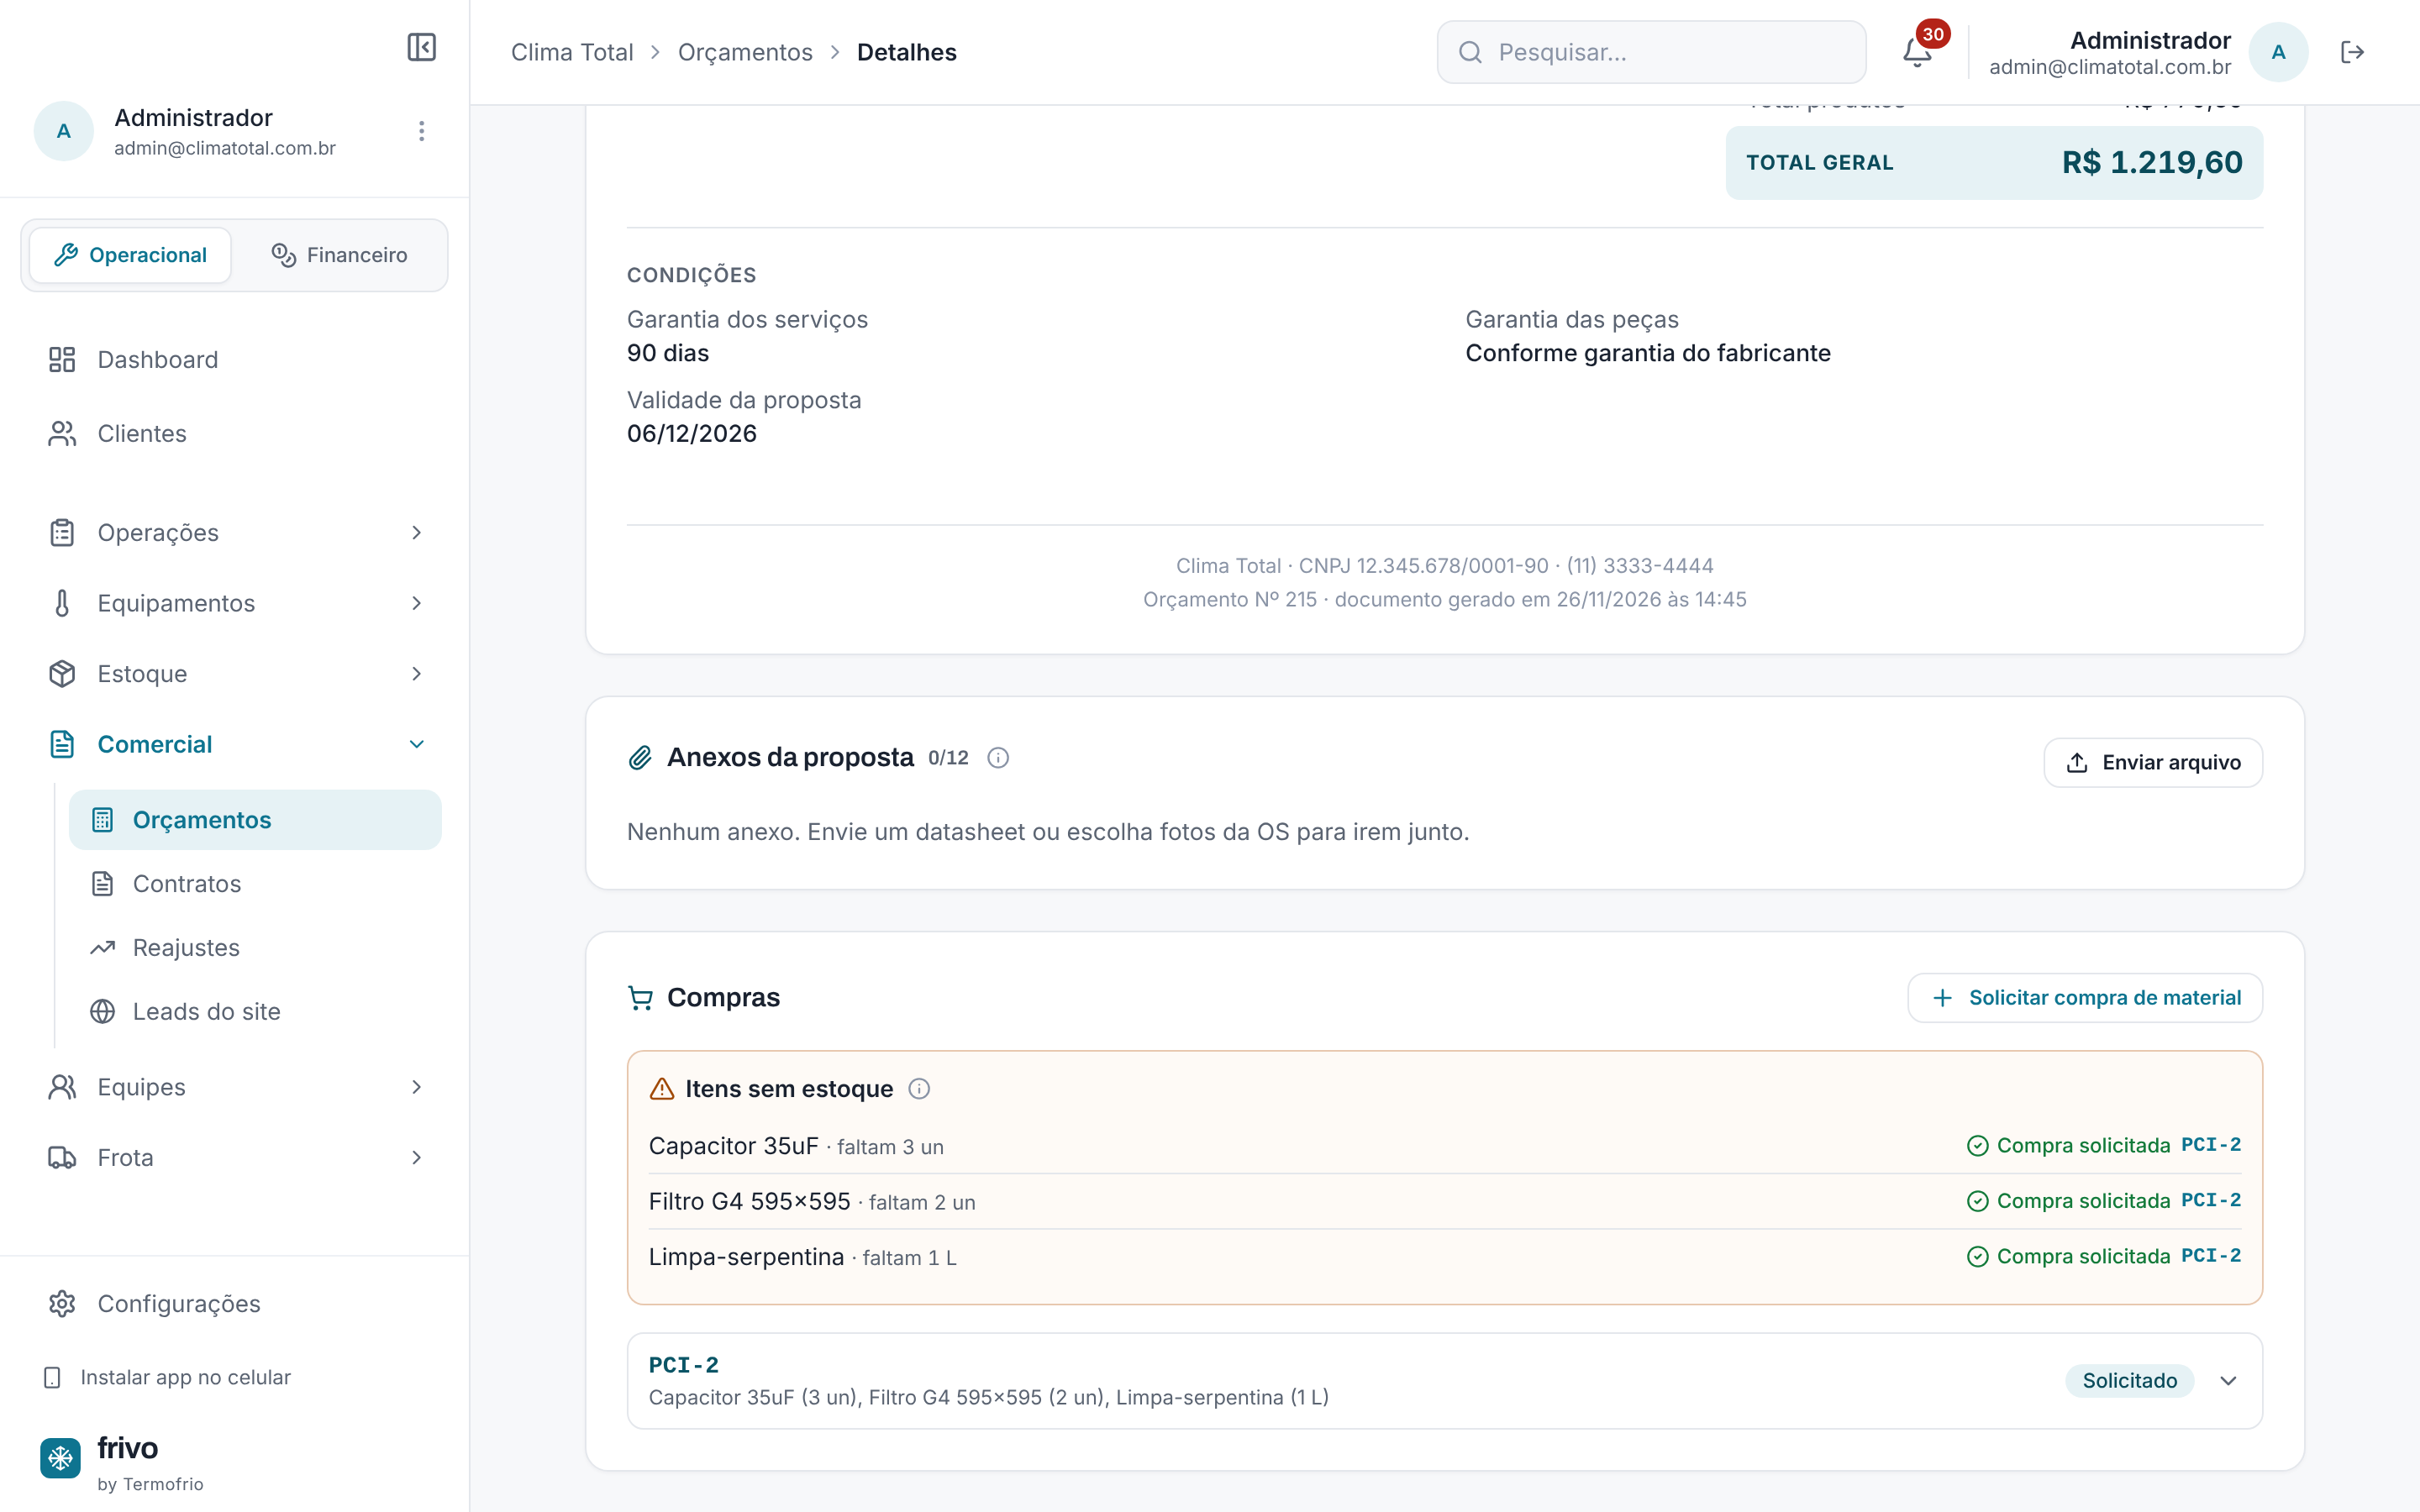 Clima Total > Orçamentos > Detalhes
Pesquisar...
30
Administrador
admin@climatotal.com.br
A
A
Administrador
admin@climatotal.com.br
Operacional
Financeiro
Dashboard
Clientes
Operações
Equipamentos
Estoque
Comercial
Orçamentos
Contratos
Reajustes
Leads do site
Equipes
Frota
Configurações
Instalar app no celular
frivo
by Termofrio
TOTAL GERAL R$ 1.219,60
CONDIÇÕES
Garantia dos serviços
90 dias
Garantia das peças
Conforme garantia do fabricante
Validade da proposta
06/12/2026
Clima Total · CNPJ 12.345.678/0001-90 · (11) 3333-4444
Orçamento Nº 215 · documento gerado em 26/11/2026 às 14:45
Anexos da proposta 0/12
Enviar arquivo
Nenhum anexo. Envie um datasheet ou escolha fotos da OS para irem junto.
Compras
Solicitar compra de material
Itens sem estoque
Capacitor 35uF · faltam 3 un
Compra solicitada PCI-2
Filtro G4 595×595 · faltam 2 un
Compra solicitada PCI-2
Limpa-serpentina · faltam 1 L
Compra solicitada PCI-2
PCI-2
Capacitor 35uF (3 un), Filtro G4 595×595 (2 un), Limpa-serpentina (1 L)
Solicitado